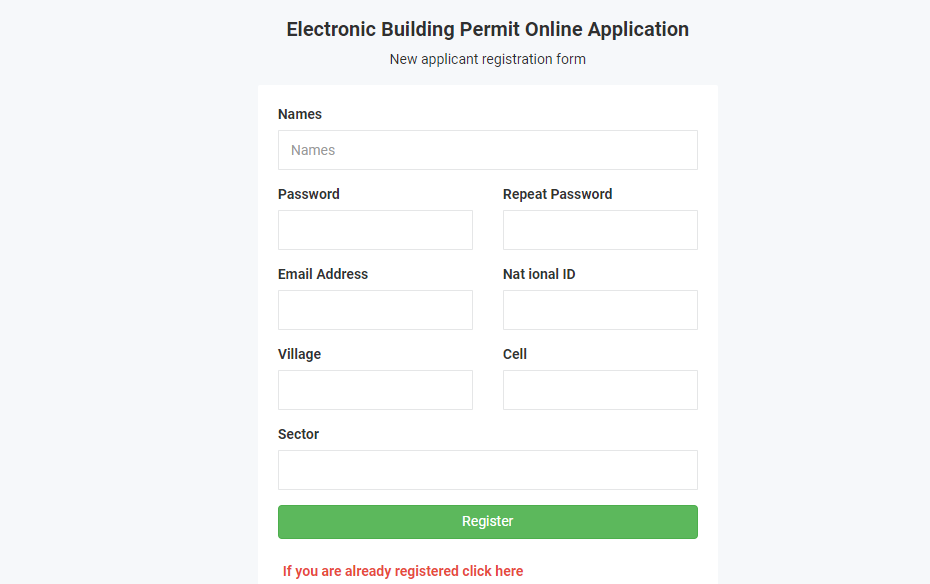 Electronic Building Permit Online Application
New applicant registration form
Names
Names
Password Repeat Password
Email Address Nat ional ID
Village Cell
Sector
Register
If you are already registered click here